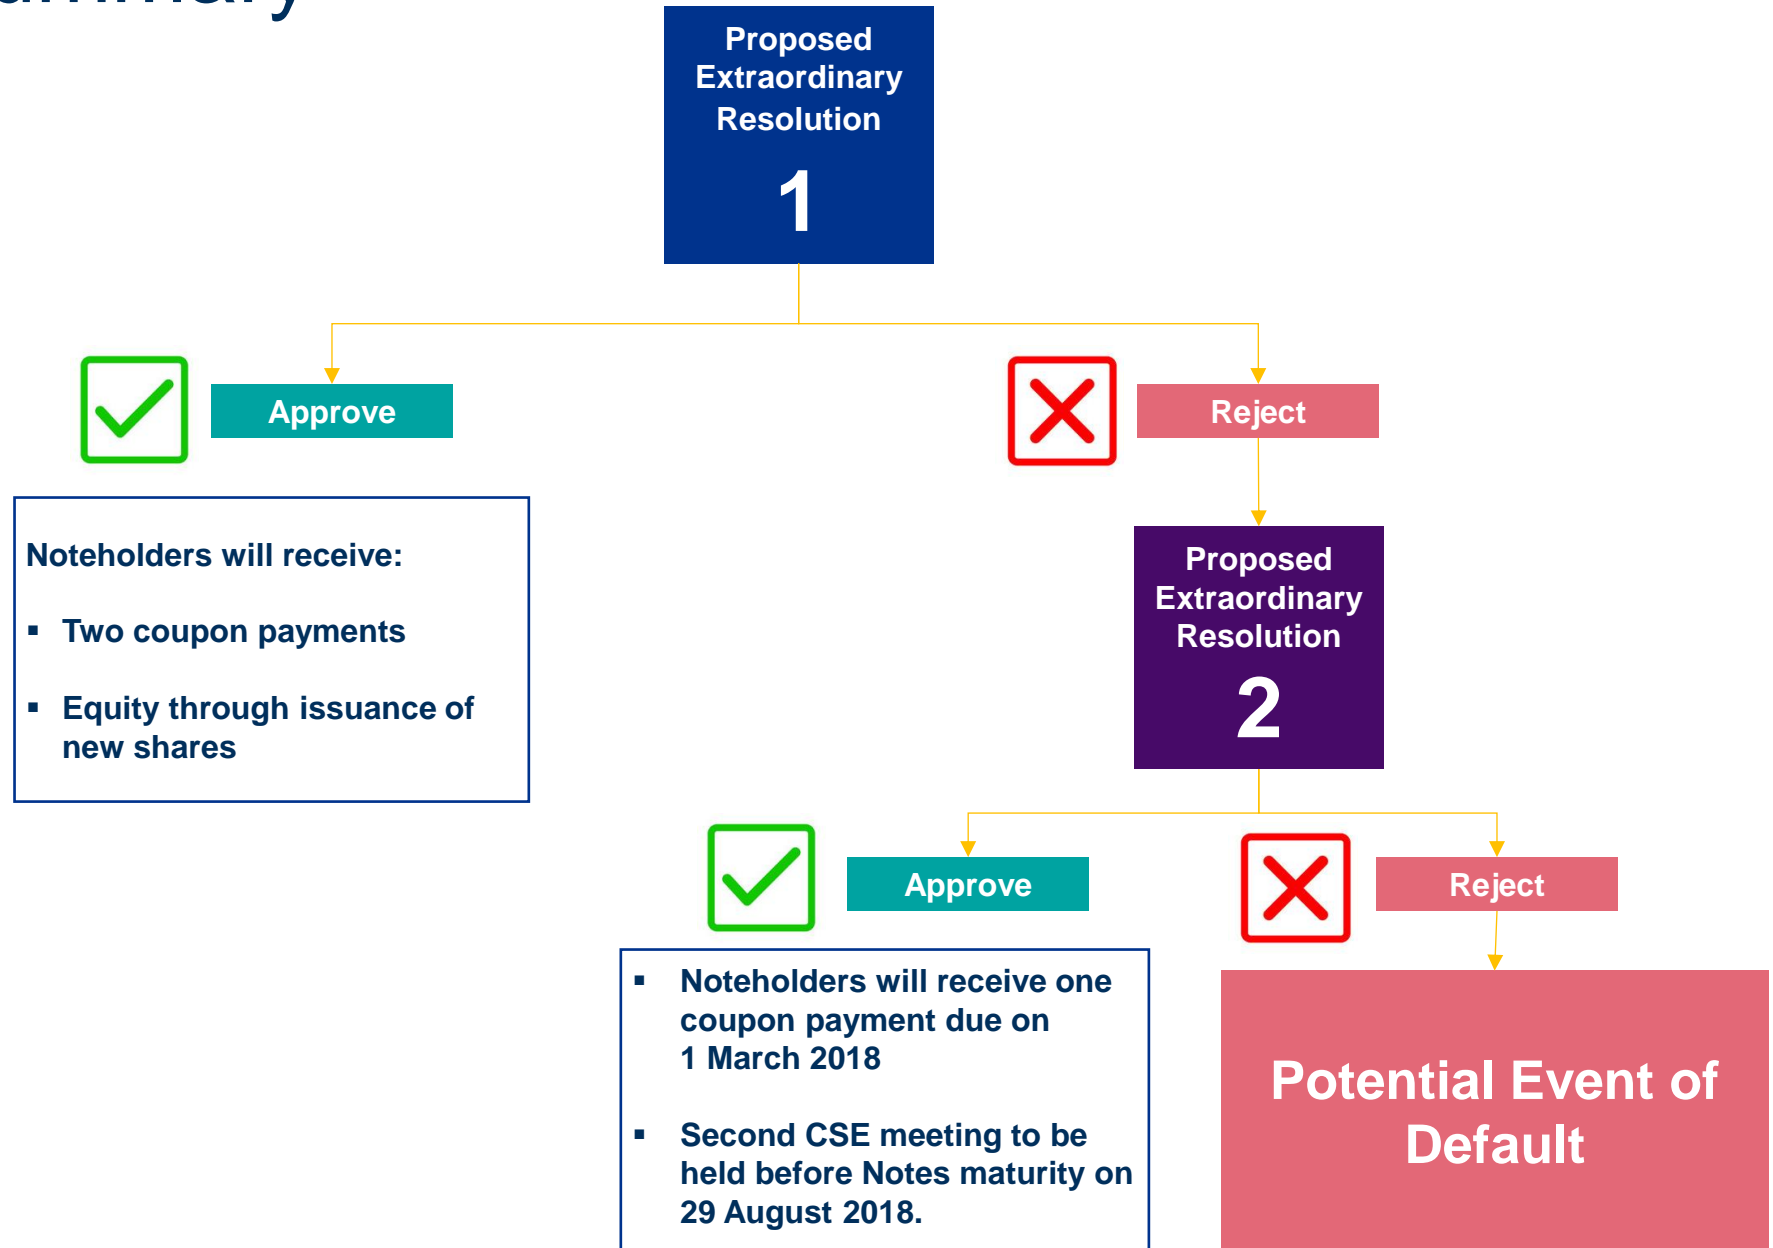 Proposed
Extraordinary
Resolution
1
Approve
Reject
Noteholders will receive:
▪ Two coupon payments
▪ Equity through issuance of
new shares
Proposed
Extraordinary
Resolution
2
Approve
Reject
▪ Noteholders will receive one
coupon payment due on
1 March 2018
▪ Second CSE meeting to be
held before Notes maturity on
29 August 2018.
Potential Event of
Default